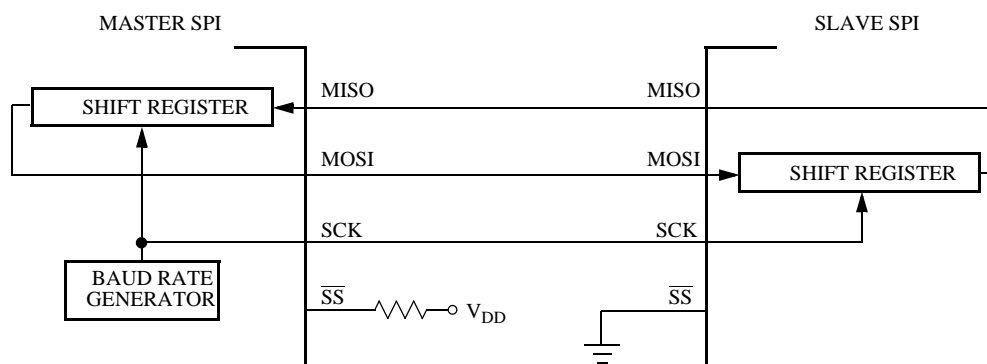 MASTER SPI
SLAVE SPI
SHIFT REGISTER
MISO
MISO
MOSI
MOSI
SHIFT REGISTER
SCK
SCK
BAUD RATE
GENERATOR
SS
V_DD
SS